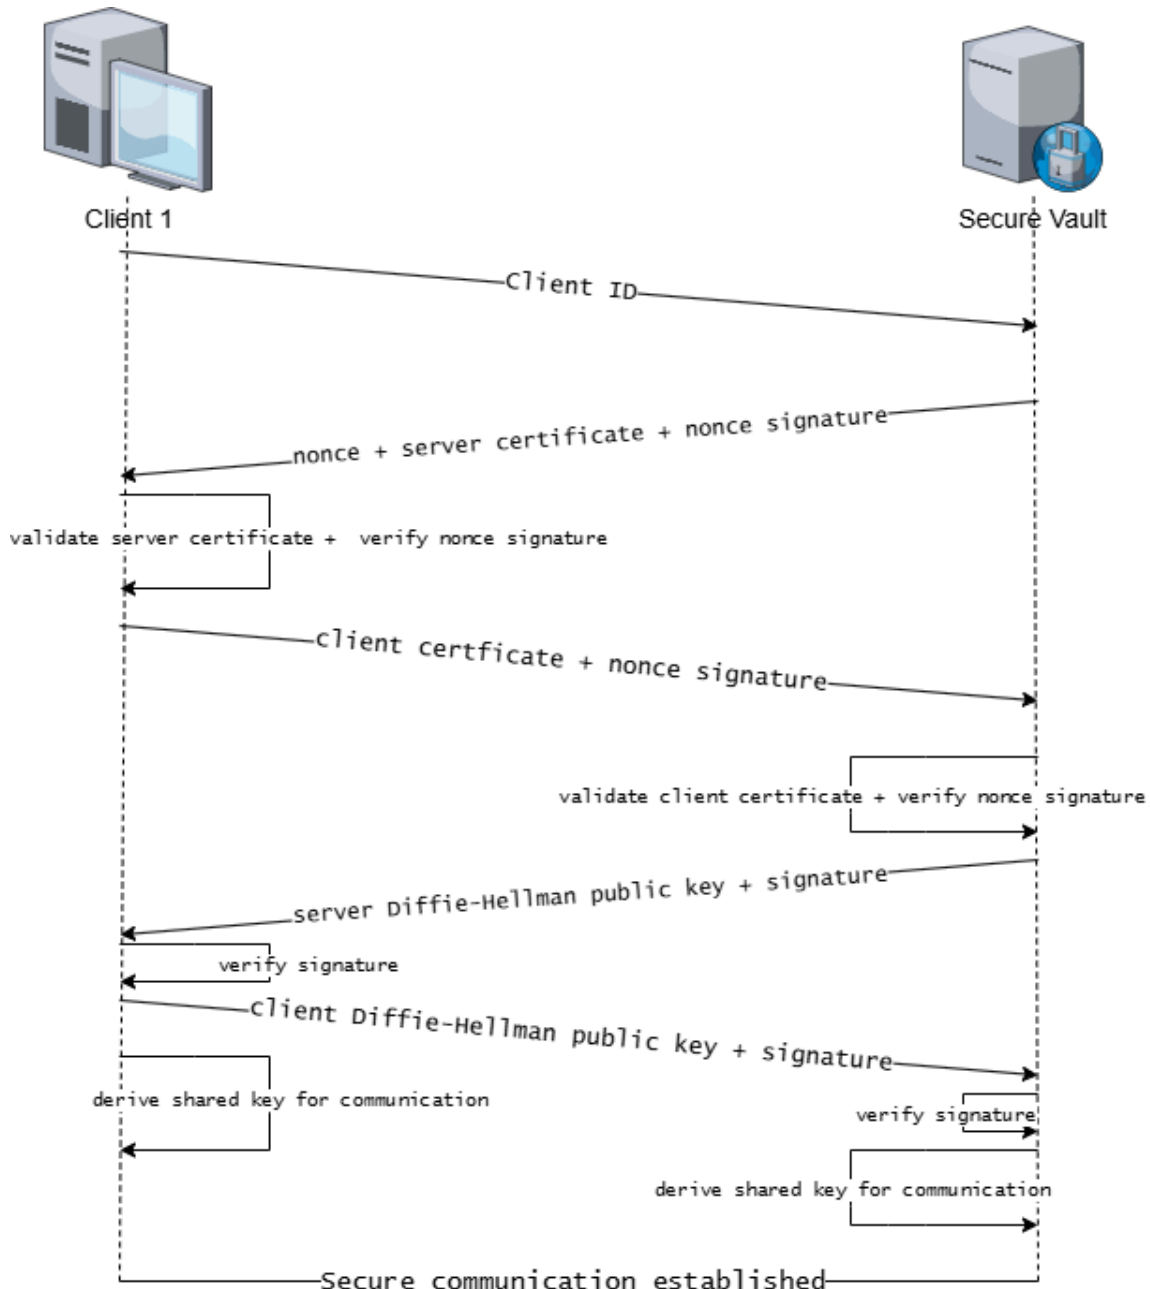 Client 1
Secure Vault
Client ID
nonce + server certificate + nonce signature
validate server certificate + verify nonce signature
client certficate + nonce signature
validate client certificate + verify nonce signature
server Diffie-Hellman public key + signature
verify signature
client Diffie-Hellman public key + signature
derive shared key for communication
verify signature
derive shared key for communication
Secure communication established